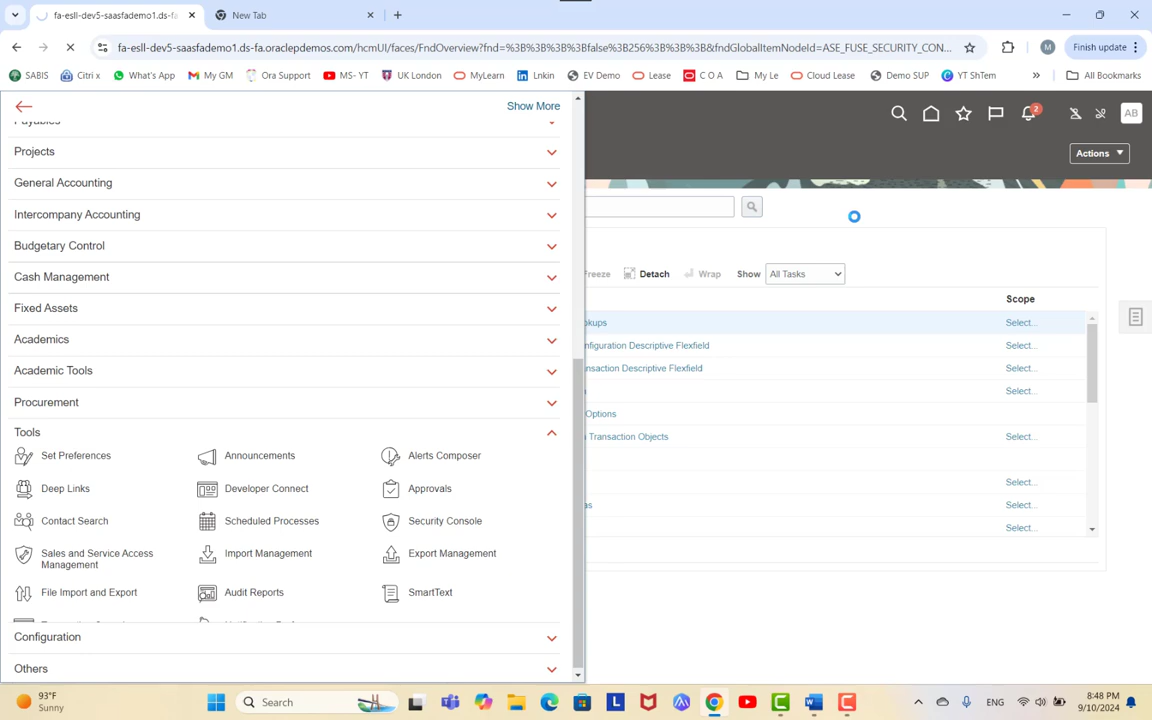 fa-esll-dev5-saasfademo1.ds-fa
New Tab
fa-esll-dev5-saasfademo1.ds-fa.oraclepdemos.com/hcmUI/faces/FndOverview?fnd=%3B%3B%3B%3Bfalse%3B256%3B%3B%3B&fndGlobalItemNodeId=ASE_FUSE_SECURITY_CON...
M
Finish update
SABIS
Citri x
What's App
My GM
Ora Support
MS- YT
UK London
MyLearn
Lnkin
EV Demo
Lease
C O A
My Le
Cloud Lease
Demo SUP
YT ShTem
All Bookmarks
Show More
2
AB
Actions
Payables
Projects
General Accounting
Intercompany Accounting
Budgetary Control
Cash Management
Fixed Assets
Academics
Academic Tools
Procurement
Tools
Set Preferences
Announcements
Alerts Composer
Deep Links
Developer Connect
Approvals
Contact Search
Scheduled Processes
Security Console
Sales and Service Access
Management
Import Management
Export Management
File Import and Export
Audit Reports
SmartText
Configuration
Others
Freeze
Detach
Wrap
Show
All Tasks
Scope
kups
Select...
nfiguration Descriptive Flexfield
Select...
nsaction Descriptive Flexfield
Select...
Select...
Options
Transaction Objects
Select...
Select...
as
Select...
Select...
93°F
Sunny
Search
ENG
8:48 PM
9/10/2024